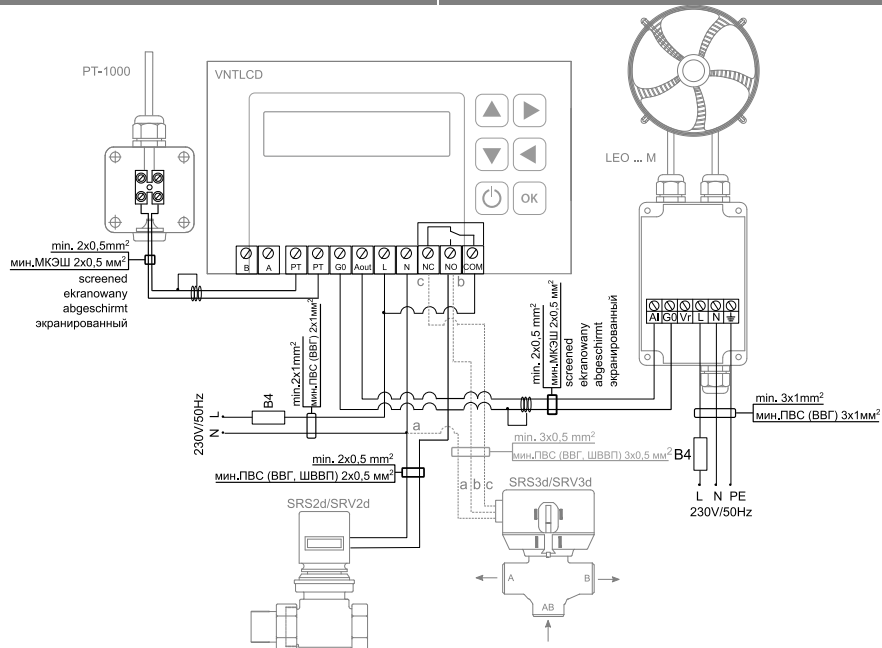 PT-1000
VNTLCD
OK
LEO ... M
B A PT PT G0 Aout L N NC NO COM
c b
AI G0 Vr L N
min. 2x0,5mm²
мин.МКЭШ 2x0,5 мм²
screened
ekranowany
abgeschirmt
экранированный
min.2x1mm²
мин.ПВС (ВВГ) 2x1мм²
min. 2x0,5 mm²
мин.МКЭШ 2x0,5 мм²
screened
ekranowany
abgeschirmt
экранированный
min. 3x1mm²
мин.ПВС (ВВГ) 3x1мм²
B4
L
N
230V/50Hz
a
min. 2x0,5 mm²
мин.ПВС (ВВГ, ШВВП) 2x0,5 мм²
min. 3x0,5 mm²
мин.ПВС (ВВГ, ШВВП) 3x0,5 мм²
B4
a b c
L N PE
230V/50Hz
SRS2d/SRV2d
SRS3d/SRV3d
A B
AB